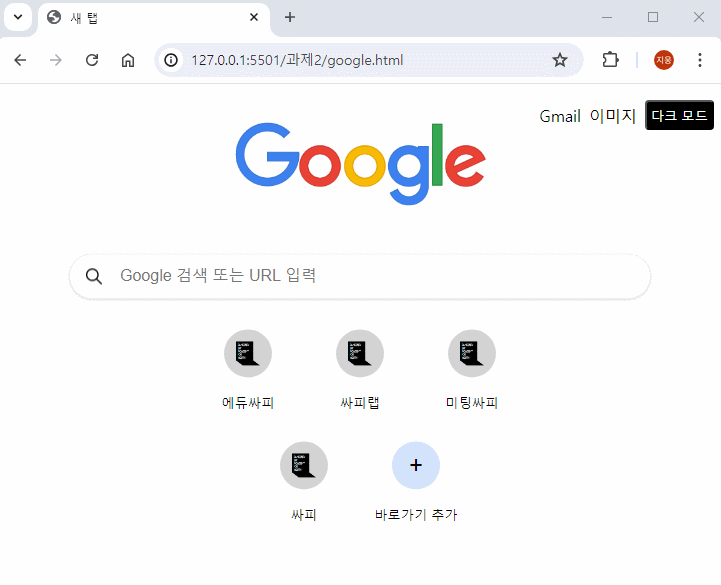 새 탭
127.0.0.1:5501/과제2/google.html
지웅
Gmail 이미지 다크 모드
Google
Google 검색 또는 URL 입력
에듀싸피 싸피랩 미팅싸피
싸피 바로가기 추가